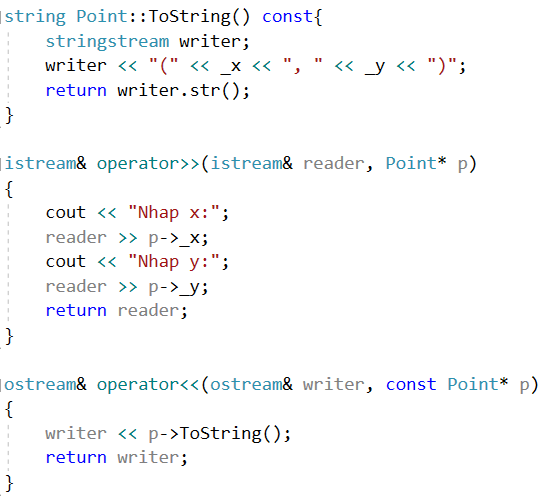 string Point::ToString() const{
stringstream writer;
writer << "(" << _x << ", " << _y << ")";
return writer.str();
}
istream& operator>>(istream& reader, Point* p)
{
cout << "Nhap x:";
reader >> p->_x;
cout << "Nhap y:";
reader >> p->_y;
return reader;
}
ostream& operator<<(ostream& writer, const Point* p)
{
writer << p->ToString();
return writer;
}